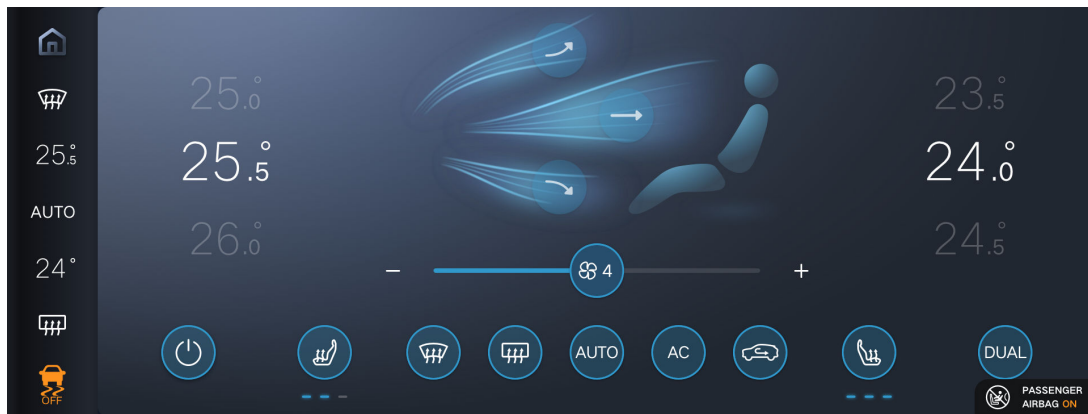 25.5°
AUTO
24°
OFF
25.0°
25.5°
26.0°
23.5°
24.0°
24.5°
− 4 +
AUTO
AC
DUAL
PASSENGER
AIRBAG ON